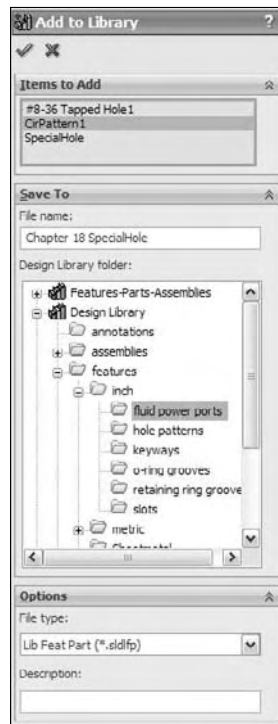 Add to Library ?
Items to Add
#8-36 Tapped Hole1
CirPattern1
SpecialHole
Save To
File name:
Chapter 18 SpecialHole
Design Library folder:
Features-Parts-Assemblies
Design Library
annotations
assemblies
features
inch
fluid power ports
hole patterns
keyways
o-ring grooves
retaining ring groove
slots
metric
Sheetmetal
Options
File type:
Lib Feat Part (*.sldlfp)
Description: